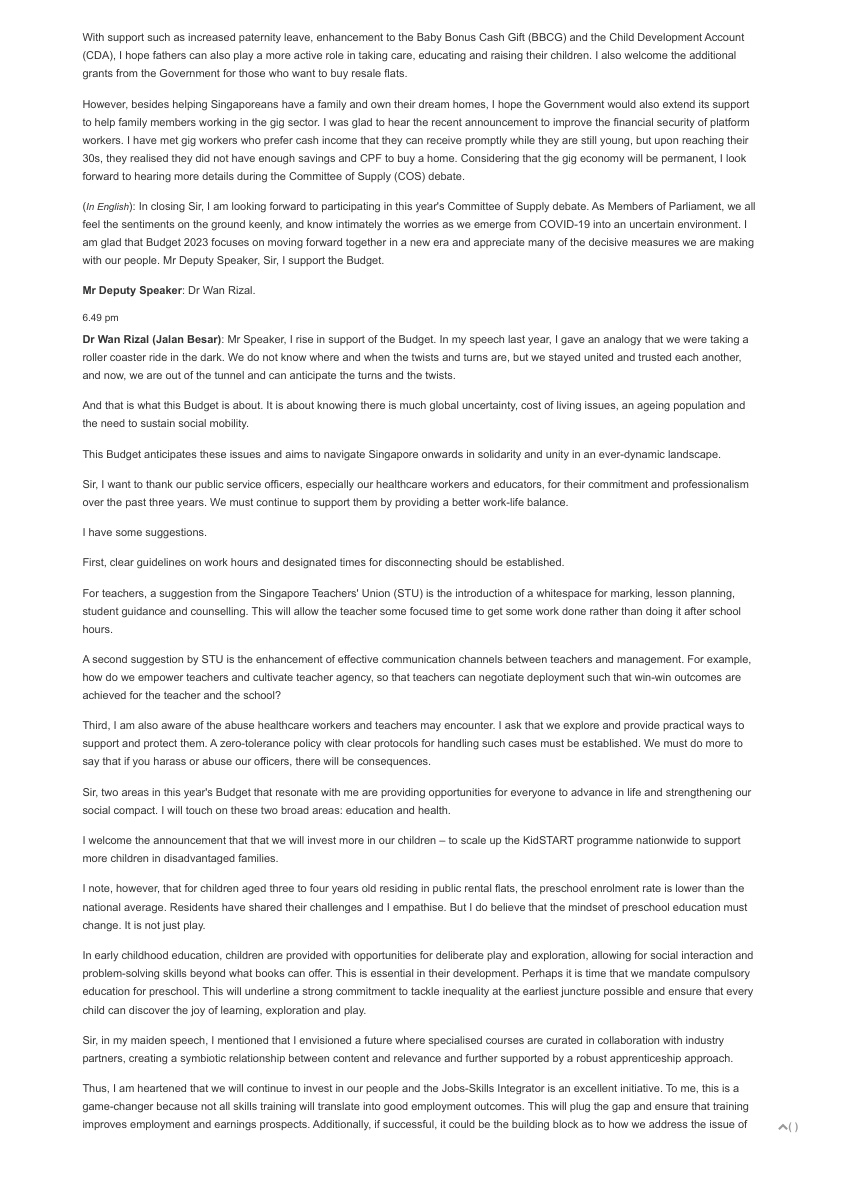 With support such as increased paternity leave, enhancement to the Baby Bonus Cash Gift (BBCG) and the Child Development Account
(CDA), I hope fathers can also play a more active role in taking care, educating and raising their children. I also welcome the additional
grants from the Government for those who want to buy resale flats.
However, besides helping Singaporeans have a family and own their dream homes, I hope the Government would also extend its support
to help family members working in the gig sector. I was glad to hear the recent announcement to improve the financial security of platform
workers. I have met gig workers who prefer cash income that they can receive promptly while they are still young, but upon reaching their
30s, they realised they did not have enough savings and CPF to buy a home. Considering that the gig economy will be permanent, I look
forward to hearing more details during the Committee of Supply (COS) debate.
(In English): In closing Sir, I am looking forward to participating in this year's Committee of Supply debate. As Members of Parliament, we all
feel the sentiments on the ground keenly, and know intimately the worries as we emerge from COVID-19 into an uncertain environment. I
am glad that Budget 2023 focuses on moving forward together in a new era and appreciate many of the decisive measures we are making
with our people. Mr Deputy Speaker, Sir, I support the Budget.
Mr Deputy Speaker: Dr Wan Rizal.
6.49 pm
Dr Wan Rizal (Jalan Besar): Mr Speaker, I rise in support of the Budget. In my speech last year, I gave an analogy that we were taking a
roller coaster ride in the dark. We do not know where and when the twists and turns are, but we stayed united and trusted each another,
and now, we are out of the tunnel and can anticipate the turns and the twists.
And that is what this Budget is about. It is about knowing there is much global uncertainty, cost of living issues, an ageing population and
the need to sustain social mobility.
This Budget anticipates these issues and aims to navigate Singapore onwards in solidarity and unity in an ever-dynamic landscape.
Sir, I want to thank our public service officers, especially our healthcare workers and educators, for their commitment and professionalism
over the past three years. We must continue to support them by providing a better work-life balance.
I have some suggestions.
First, clear guidelines on work hours and designated times for disconnecting should be established.
For teachers, a suggestion from the Singapore Teachers' Union (STU) is the introduction of a whitespace for marking, lesson planning,
student guidance and counselling. This will allow the teacher some focused time to get some work done rather than doing it after school
hours.
A second suggestion by STU is the enhancement of effective communication channels between teachers and management. For example,
how do we empower teachers and cultivate teacher agency, so that teachers can negotiate deployment such that win-win outcomes are
achieved for the teacher and the school?
Third, I am also aware of the abuse healthcare workers and teachers may encounter. I ask that we explore and provide practical ways to
support and protect them. A zero-tolerance policy with clear protocols for handling such cases must be established. We must do more to
say that if you harass or abuse our officers, there will be consequences.
Sir, two areas in this year's Budget that resonate with me are providing opportunities for everyone to advance in life and strengthening our
social compact. I will touch on these two broad areas: education and health.
I welcome the announcement that that we will invest more in our children – to scale up the KidSTART programme nationwide to support
more children in disadvantaged families.
I note, however, that for children aged three to four years old residing in public rental flats, the preschool enrolment rate is lower than the
national average. Residents have shared their challenges and I empathise. But I do believe that the mindset of preschool education must
change. It is not just play.
In early childhood education, children are provided with opportunities for deliberate play and exploration, allowing for social interaction and
problem-solving skills beyond what books can offer. This is essential in their development. Perhaps it is time that we mandate compulsory
education for preschool. This will underline a strong commitment to tackle inequality at the earliest juncture possible and ensure that every
child can discover the joy of learning, exploration and play.
Sir, in my maiden speech, I mentioned that I envisioned a future where specialised courses are curated in collaboration with industry
partners, creating a symbiotic relationship between content and relevance and further supported by a robust apprenticeship approach.
Thus, I am heartened that we will continue to invest in our people and the Jobs-Skills Integrator is an excellent initiative. To me, this is a
game-changer because not all skills training will translate into good employment outcomes. This will plug the gap and ensure that training
improves employment and earnings prospects. Additionally, if successful, it could be the building block as to how we address the issue of
( )